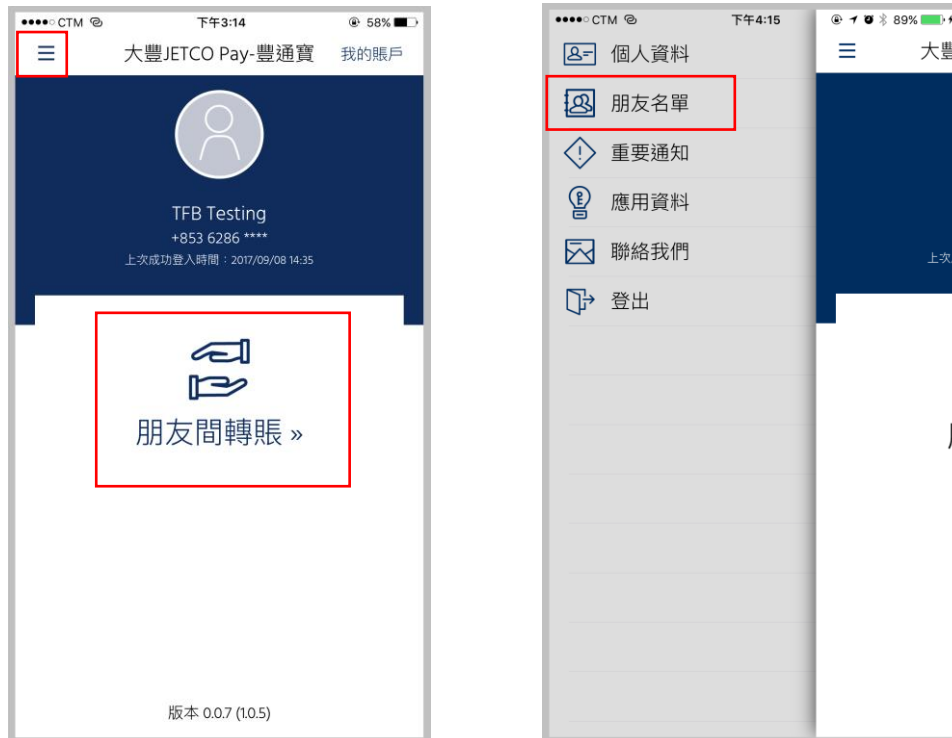 CTM 下午3:14 58%
大豐JETCO Pay-豐通寶 我的賬戶
TFB Testing
+853 6286 ****
上次成功登入時間：2017/09/08 14:35
朋友間轉賬 »
版本 0.0.7 (1.0.5)
CTM 下午4:15 89%
個人資料 大豐
朋友名單
重要通知
應用資料
聯絡我們 上次
登出